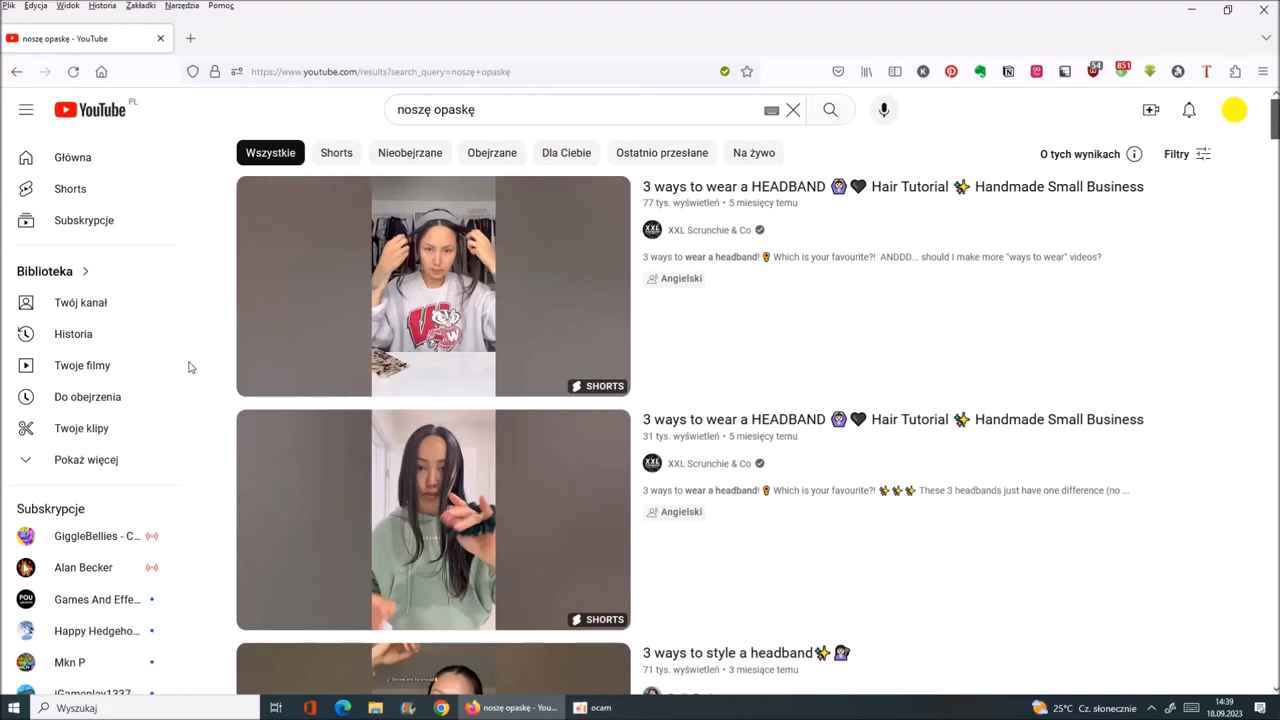 Plik Edycja Widok Historia Zakładki Narzędzia Pomoc
noszę opaskę - YouTube
https://www.youtube.com/results?search_query=noszę+opaskę
54
851
YouTube PL
noszę opaskę
Wszystkie Shorts Nieobejrzane Obejrzane Dla Ciebie Ostatnio przesłane Na żywo
O tych wynikach
Filtry
Główna
Shorts
Subskrypcje
Biblioteka
Twój kanał
Historia
Twoje filmy
Do obejrzenia
Twoje klipy
Pokaż więcej
Subskrypcje
GiggleBellies - C...
Alan Becker
Games And Effe...
Happy Hedgeho...
Mkn P
iGameplay1337
SHORTS
3 ways to wear a HEADBAND 🙆🏻‍♀️🖤 Hair Tutorial ✨ Handmade Small Business
77 tys. wyświetleń • 5 miesięcy temu
XXL Scrunchie & Co
3 ways to wear a headband! Which is your favourite?! ANDDD... should I make more "ways to wear" videos?
Angielski
SHORTS
3 ways to wear a HEADBAND 🙆🏻‍♀️🖤 Hair Tutorial ✨ Handmade Small Business
31 tys. wyświetleń • 5 miesięcy temu
XXL Scrunchie & Co
3 ways to wear a headband! Which is your favourite?! ✨✨✨ These 3 headbands just have one difference (no ...
Angielski
3 ways to style a headband✨
71 tys. wyświetleń • 3 miesiące temu
Wyszukaj
noszę opaskę - You...
ocam
25°C Cz. słonecznie
14:39
18.09.2023